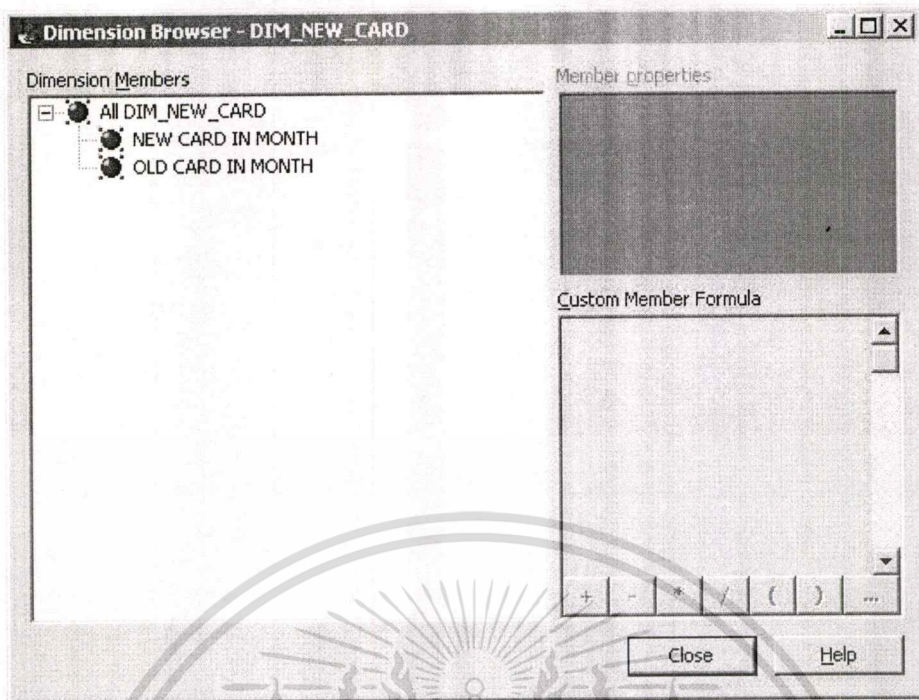 Dimension Browser - DIM_NEW_CARD
Dimension Members
All DIM_NEW_CARD
NEW CARD IN MONTH
OLD CARD IN MONTH
Member properties
Custom Member Formula
+ - * / ( ) ...
Close Help